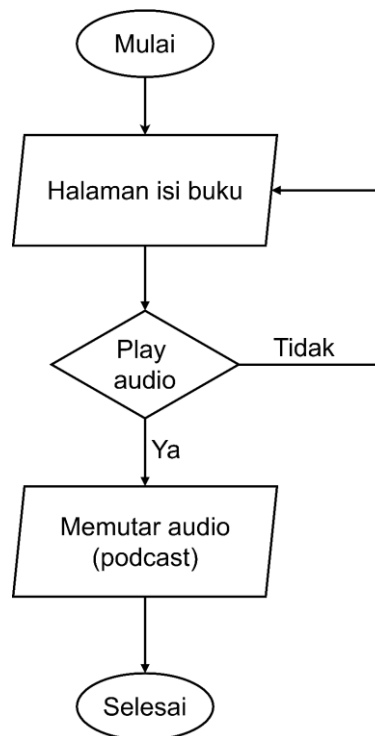 Mulai
Halaman isi buku
Play
audio
Tidak
Ya
Memutar audio
(podcast)
Selesai